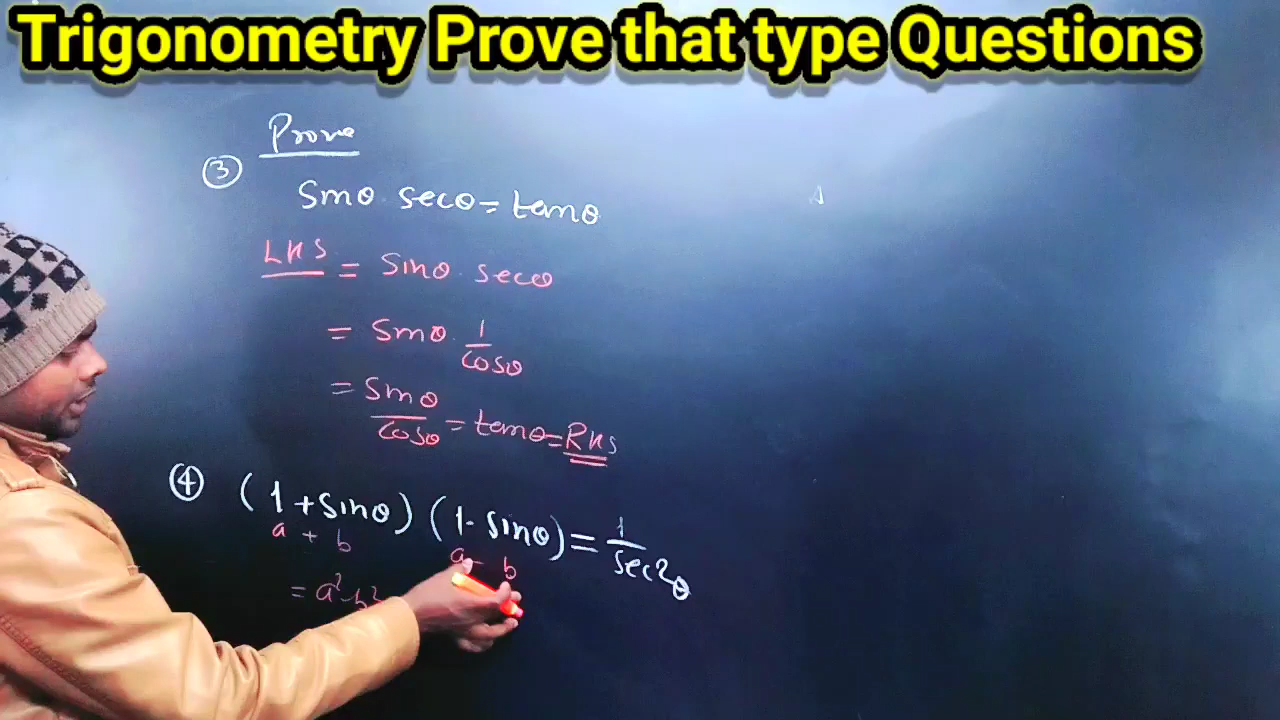 Trigonometry Prove that type Questions
Prove
③
sinθ · secθ = tanθ
LHS = sinθ · secθ
= sinθ · 1/cosθ
= sinθ/cosθ = tanθ = RHS
④ (1+sinθ) (1- sinθ) = 1/sec²θ
a + b a - b
= a² - b²